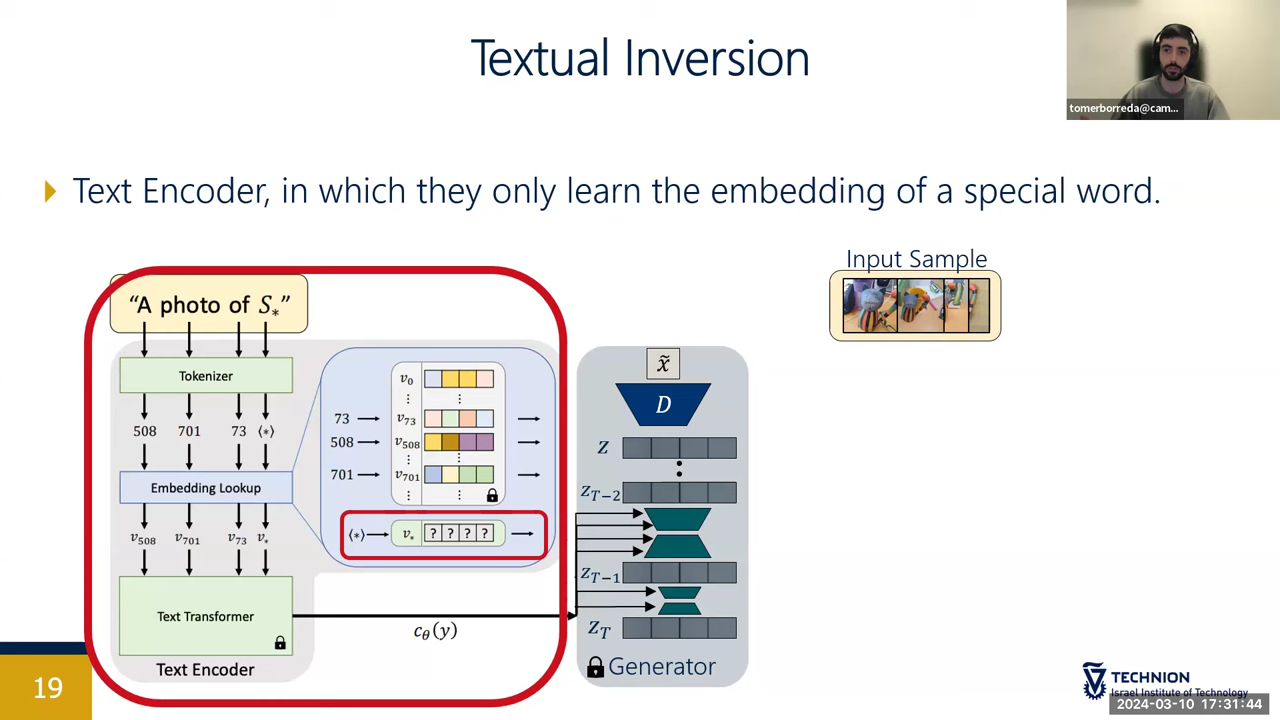 Textual Inversion
tomerborreda@cam...
Text Encoder, in which they only learn the embedding of a special word.
Input Sample
“A photo of S*”
Tokenizer
508 701 73 ⟨*⟩
Embedding Lookup
v508 v701 v73 v*
Text Transformer
Text Encoder
v0
73 v73
508 v508
701 v701
⟨*⟩ v* ? ? ? ?
cθ(y)
x̃
D
z
zT−2
zT−1
zT
Generator
19
TECHNION
Israel Institute of Technology
2024-03-10 17:31:44